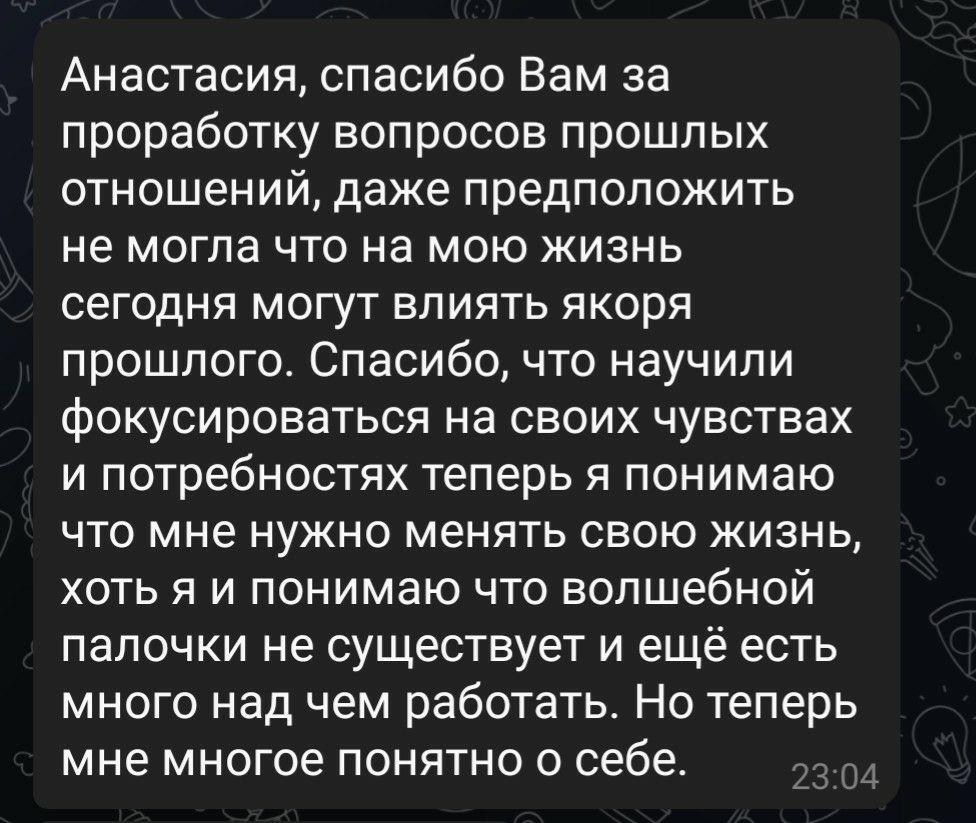 Анастасия, спасибо Вам за
проработку вопросов прошлых
отношений, даже предположить
не могла что на мою жизнь
сегодня могут влиять якоря
прошлого. Спасибо, что научили
фокусироваться на своих чувствах
и потребностях теперь я понимаю
что мне нужно менять свою жизнь,
хоть я и понимаю что волшебной
палочки не существует и ещё есть
много над чем работать. Но теперь
мне многое понятно о себе.
23:04